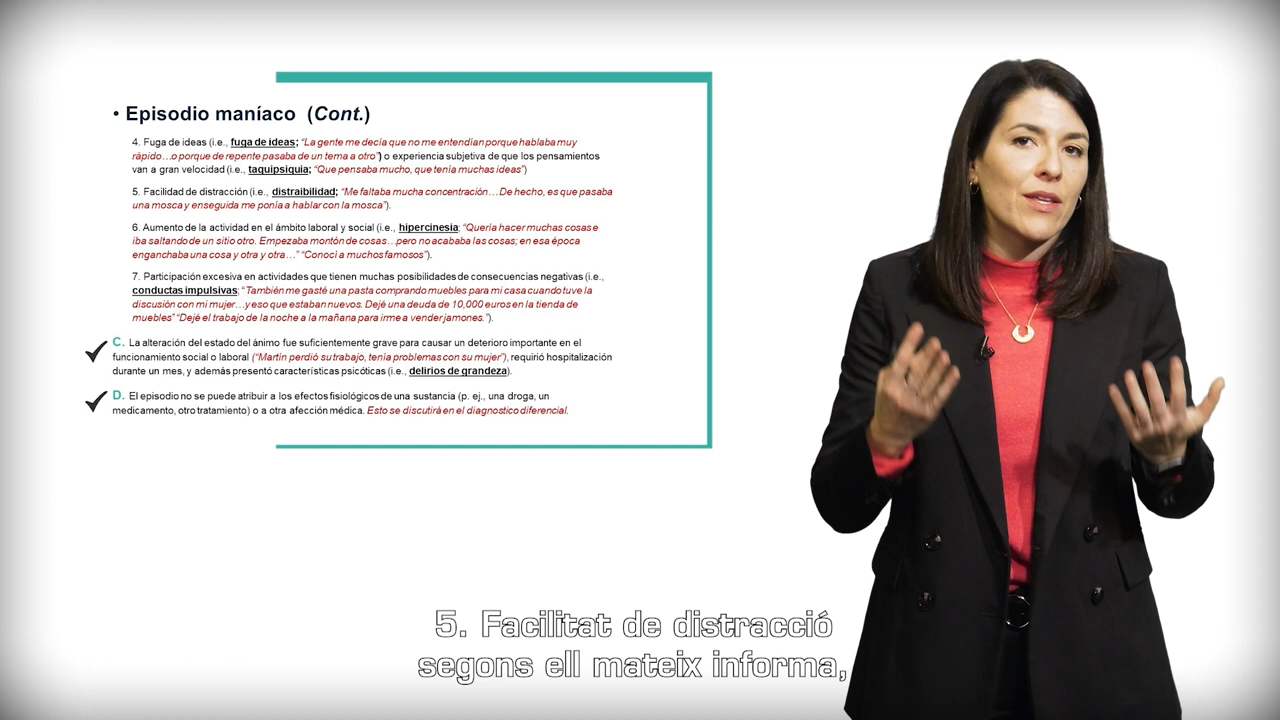 • Episodio maníaco (Cont.)
4. Fuga de ideas (i.e., fuga de ideas; “La gente me decía que no me entendían porque hablaba muy
rápido…o porque de repente pasaba de un tema a otro”) o experiencia subjetiva de que los pensamientos
van a gran velocidad (i.e., taquipsiquia; “Que pensaba mucho, que tenía muchas ideas”)
5. Facilidad de distracción (i.e., distraibilidad; “Me faltaba mucha concentración…De hecho, es que pasaba
una mosca y enseguida me ponía a hablar con la mosca”).
6. Aumento de la actividad en el ámbito laboral y social (i.e., hipercinesia; “Quería hacer muchas cosas e
iba saltando de un sitio otro. Empezaba montón de cosas…pero no acababa las cosas; en esa época
enganchaba una cosa y otra y otra…” “Conocí a muchos famosos”).
7. Participación excesiva en actividades que tienen muchas posibilidades de consecuencias negativas (i.e.,
conductas impulsivas; “También me gasté una pasta comprando muebles para mi casa cuando tuve la
discusión con mi mujer…y eso que estaban nuevos. Dejé una deuda de 10,000 euros en la tienda de
muebles” “Dejé el trabajo de la noche a la mañana para irme a vender jamones.”).
C. La alteración del estado del ánimo fue suficientemente grave para causar un deterioro importante en el
funcionamiento social o laboral (“Martín perdió su trabajo, tenía problemas con su mujer”), requirió hospitalización
durante un mes, y además presentó características psicóticas (i.e., delirios de grandeza).
D. El episodio no se puede atribuir a los efectos fisiológicos de una sustancia (p. ej., una droga, un
medicamento, otro tratamiento) o a otra afección médica. Esto se discutirá en el diagnostico diferencial.
5. Facilitat de distracció
segons ell mateix informa,